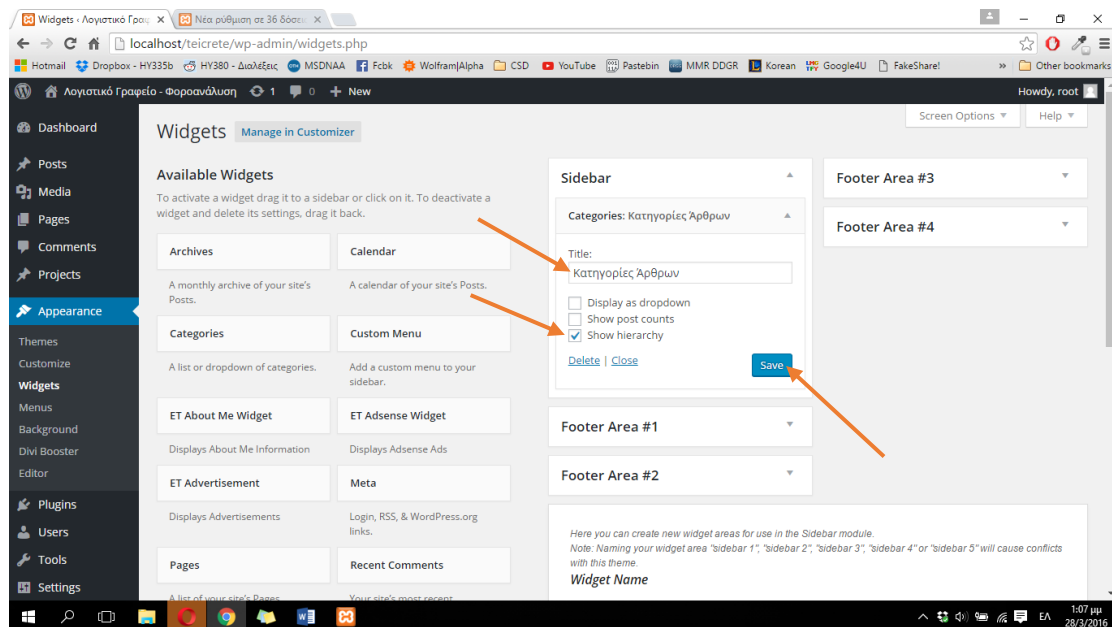 Widgets ‹ Λογιστικό Γραφ
Νέα ρύθμιση σε 36 δόσει
localhost/teicrete/wp-admin/widgets.php
Hotmail Dropbox - HY335b HY380 - Διαλέξεις MSDNAA Fcbk Wolfram|Alpha CSD YouTube Pastebin MMR DDGR Korean Google4U FakeShare! » Other bookmarks
Λογιστικό Γραφείο - Φοροανάλυση 1 0 + New Howdy, root
Screen Options Help
Dashboard
Posts
Media
Pages
Comments
Projects
Appearance
Themes
Customize
Widgets
Menus
Background
Divi Booster
Editor
Plugins
Users
Tools
Settings
Widgets Manage in Customizer
Available Widgets
To activate a widget drag it to a sidebar or click on it. To deactivate a
widget and delete its settings, drag it back.
Archives
A monthly archive of your site's
Posts.
Calendar
A calendar of your site's Posts.
Categories
A list or dropdown of categories.
Custom Menu
Add a custom menu to your
sidebar.
ET About Me Widget
Displays About Me Information
ET Adsense Widget
Displays Adsense Ads
ET Advertisement
Displays Advertisements
Meta
Login, RSS, & WordPress.org
links.
Pages
A list of your site's Pages.
Recent Comments
Your site's most recent
Sidebar
Categories: Κατηγορίες Άρθρων
Title:
Κατηγορίες Άρθρων
Display as dropdown
Show post counts
Show hierarchy
Delete | Close
Save
Footer Area #1
Footer Area #2
Footer Area #3
Footer Area #4
Here you can create new widget areas for use in the Sidebar module.
Note: Naming your widget area "sidebar 1", "sidebar 2", "sidebar 3", "sidebar 4" or "sidebar 5" will cause conflicts
with this theme.
Widget Name
ΕΛ
1:07 μμ
28/3/2016